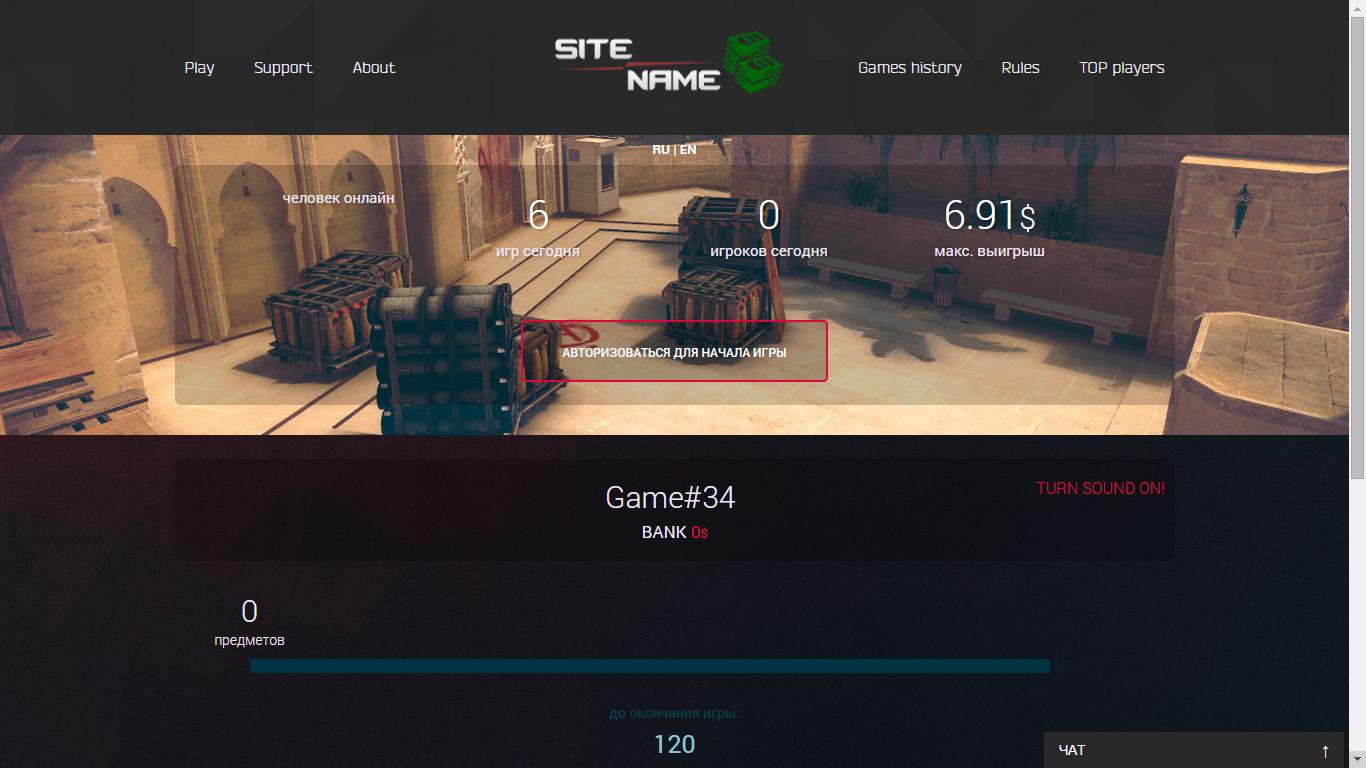 Play
Support
About
SITE
NAME
Games history
Rules
TOP players
RU | EN
человек онлайн
6
игр сегодня
0
игроков сегодня
6.91$
макс. выигрыш
АВТОРИЗОВАТЬСЯ ДЛЯ НАЧАЛА ИГРЫ
Game#34
TURN SOUND ON!
BANK 0$
0
предметов
?
до окончания игры:
120
ЧАТ ↑